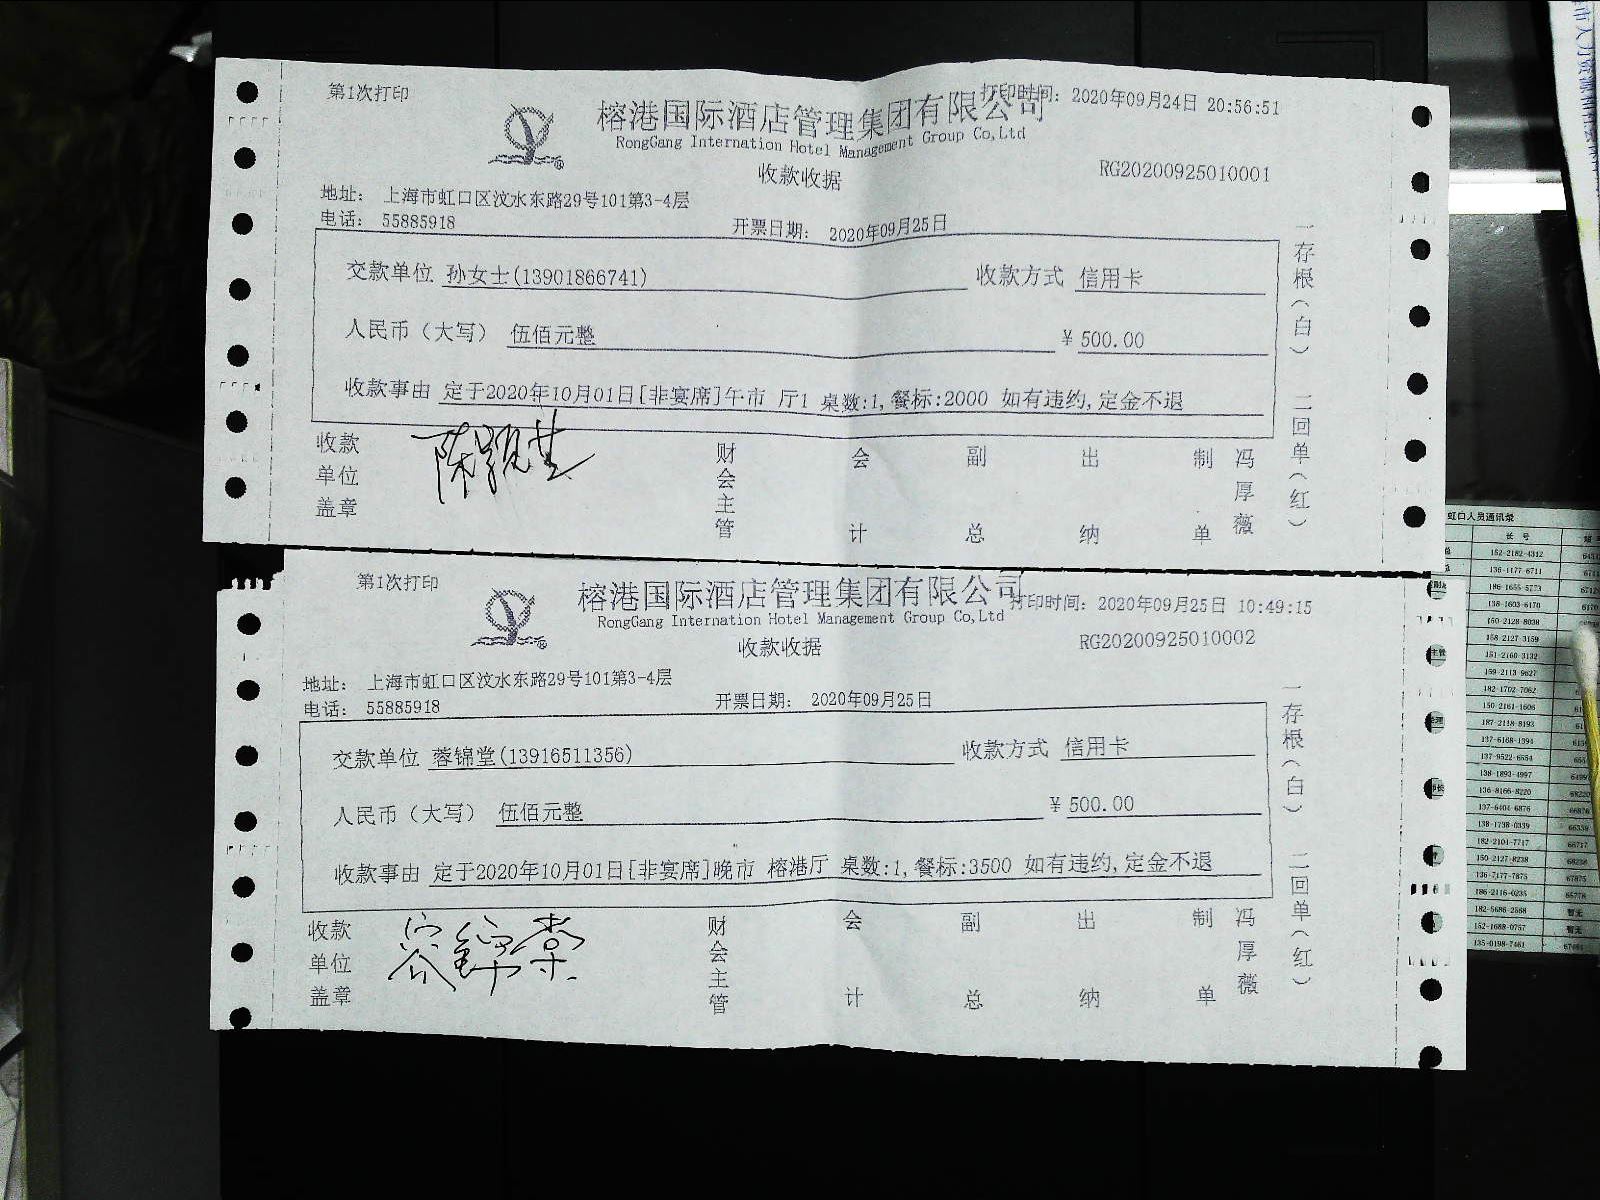 第1次打印
打印时间: 2020年09月24日 20:56:51
榕港国际酒店管理集团有限公司
RongGang Internation Hotel Management Group Co,Ltd
收款收据
RG20200925010001
地址: 上海市虹口区汶水东路29号101第3-4层
电话: 55885918
开票日期: 2020年09月25日
交款单位 孙女士(13901866741) 收款方式 信用卡
人民币（大写） 伍佰元整 ¥ 500.00
收款事由 定于2020年10月01日[非宴席]午市 厅1 桌数:1,餐标:2000 如有违约,定金不退
一存根（白） 二回单（红）
收款单位盖章
财会主管 会计 副总 出纳 制单 冯厚薇
第1次打印
打印时间: 2020年09月25日 10:49:15
榕港国际酒店管理集团有限公司
RongGang Internation Hotel Management Group Co,Ltd
收款收据
RG20200925010002
地址: 上海市虹口区汶水东路29号101第3-4层
电话: 55885918
开票日期: 2020年09月25日
交款单位 蓉锦堂(13916511356) 收款方式 信用卡
人民币（大写） 伍佰元整 ¥ 500.00
收款事由 定于2020年10月01日[非宴席]晚市 榕港厅 桌数:1,餐标:3500 如有违约,定金不退
一存根（白） 二回单（红）
收款单位盖章 容锦棠
财会主管 会计 副总 出纳 制单 冯厚薇
虹口人员通讯录
长 号